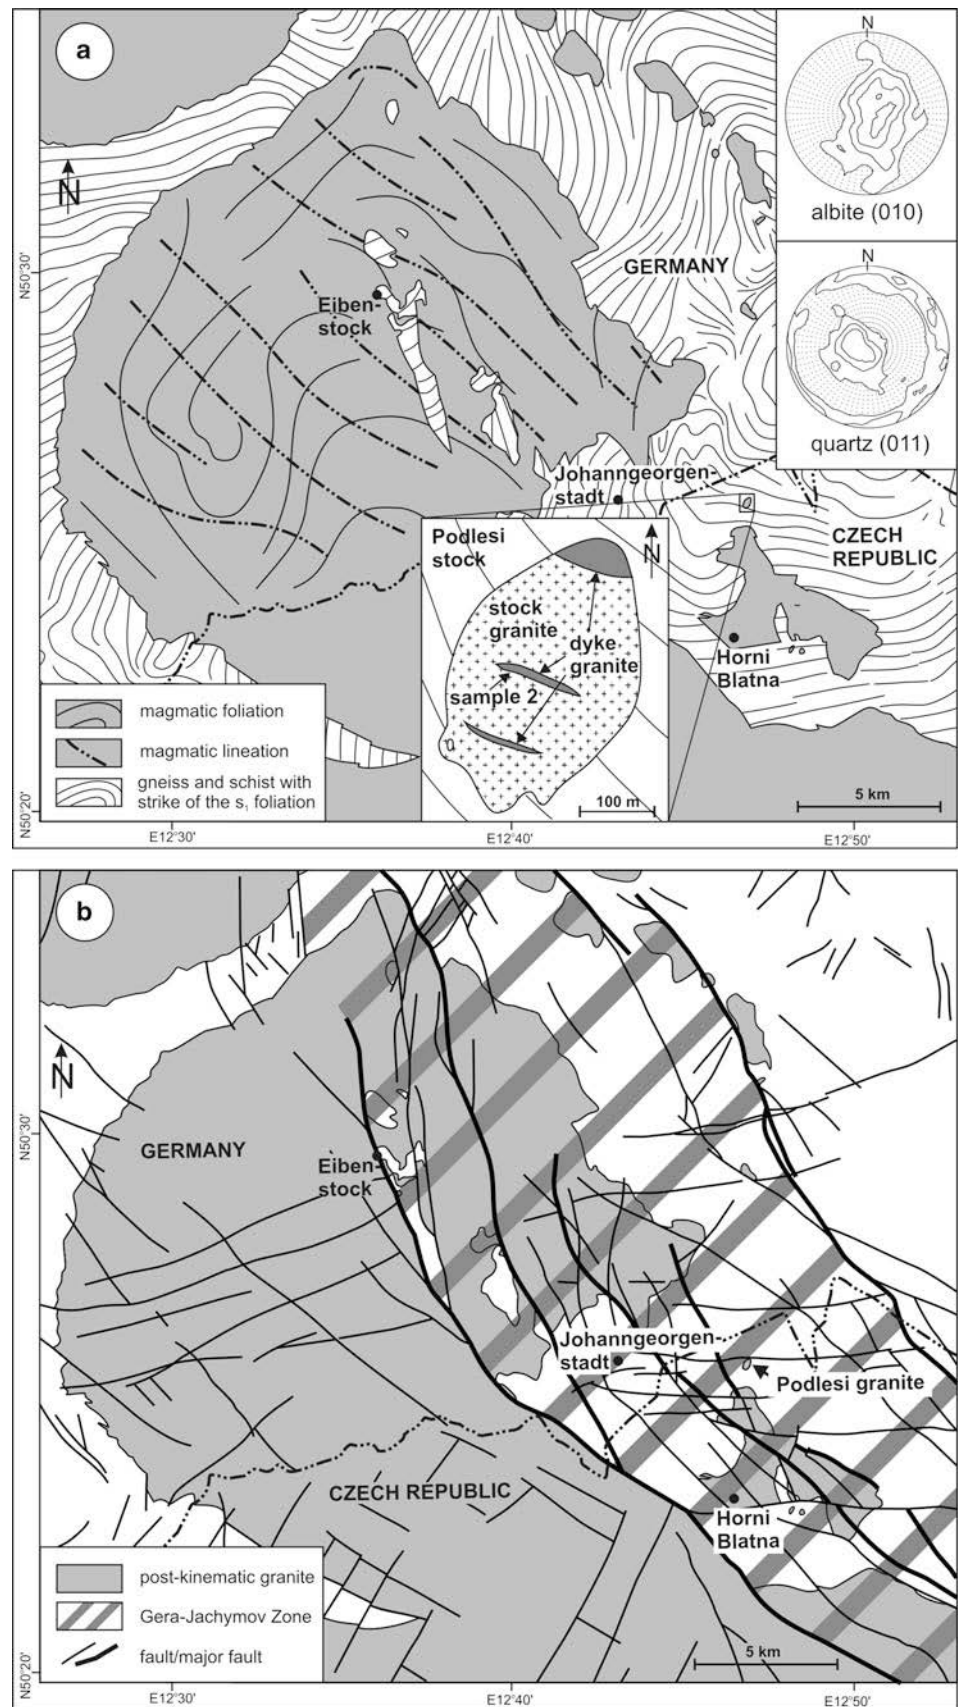 a
N
albite (010)
N
quartz (011)
N
N50°30'
GERMANY
Eiben-
stock
Johanngeorgen-
stadt
CZECH
REPUBLIC
Podlesi
stock
N
stock
granite
dyke
granite
sample 2
100 m
Horni
Blatna
magmatic foliation
magmatic lineation
gneiss and schist with
strike of the s₁ foliation
5 km
N50°20'
E12°30'
E12°40'
E12°50'
b
N
N50°30'
GERMANY
Eiben-
stock
Johanngeorgen-
stadt
Podlesi granite
CZECH REPUBLIC
Horni
Blatna
post-kinematic granite
Gera-Jachymov Zone
fault/major fault
5 km
N50°20'
E12°30'
E12°40'
E12°50'